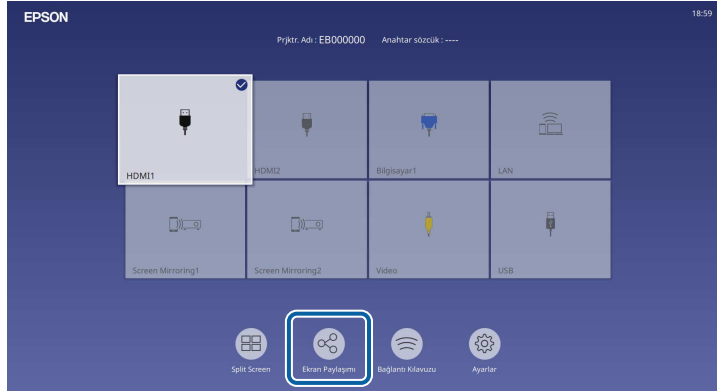 EPSON
18:59
Prjktr. Adı : EB000000 Anahtar sözcük : ----
HDMI1
HDMI2
Bilgisayar1
LAN
Screen Mirroring1
Screen Mirroring2
Video
USB
Split Screen
Ekran Paylaşımı
Bağlantı Kılavuzu
Ayarlar